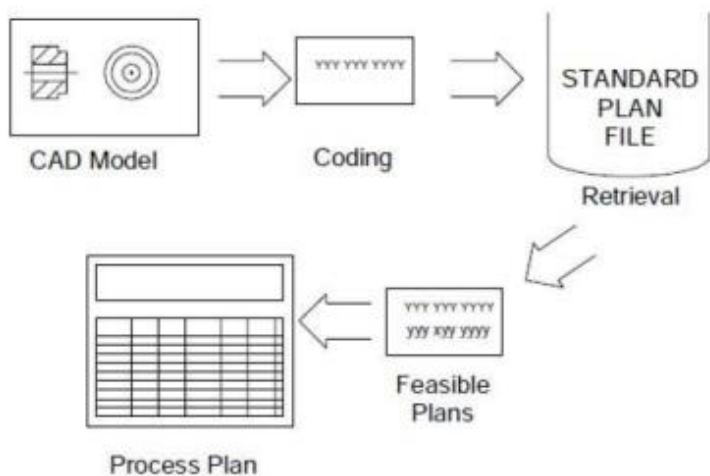 YYY YYY YYYY
STANDARD
PLAN
FILE
CAD Model
Coding
Retrieval
YYY YYY YYYY
yyy xyy yyyy
Feasible
Plans
Process Plan